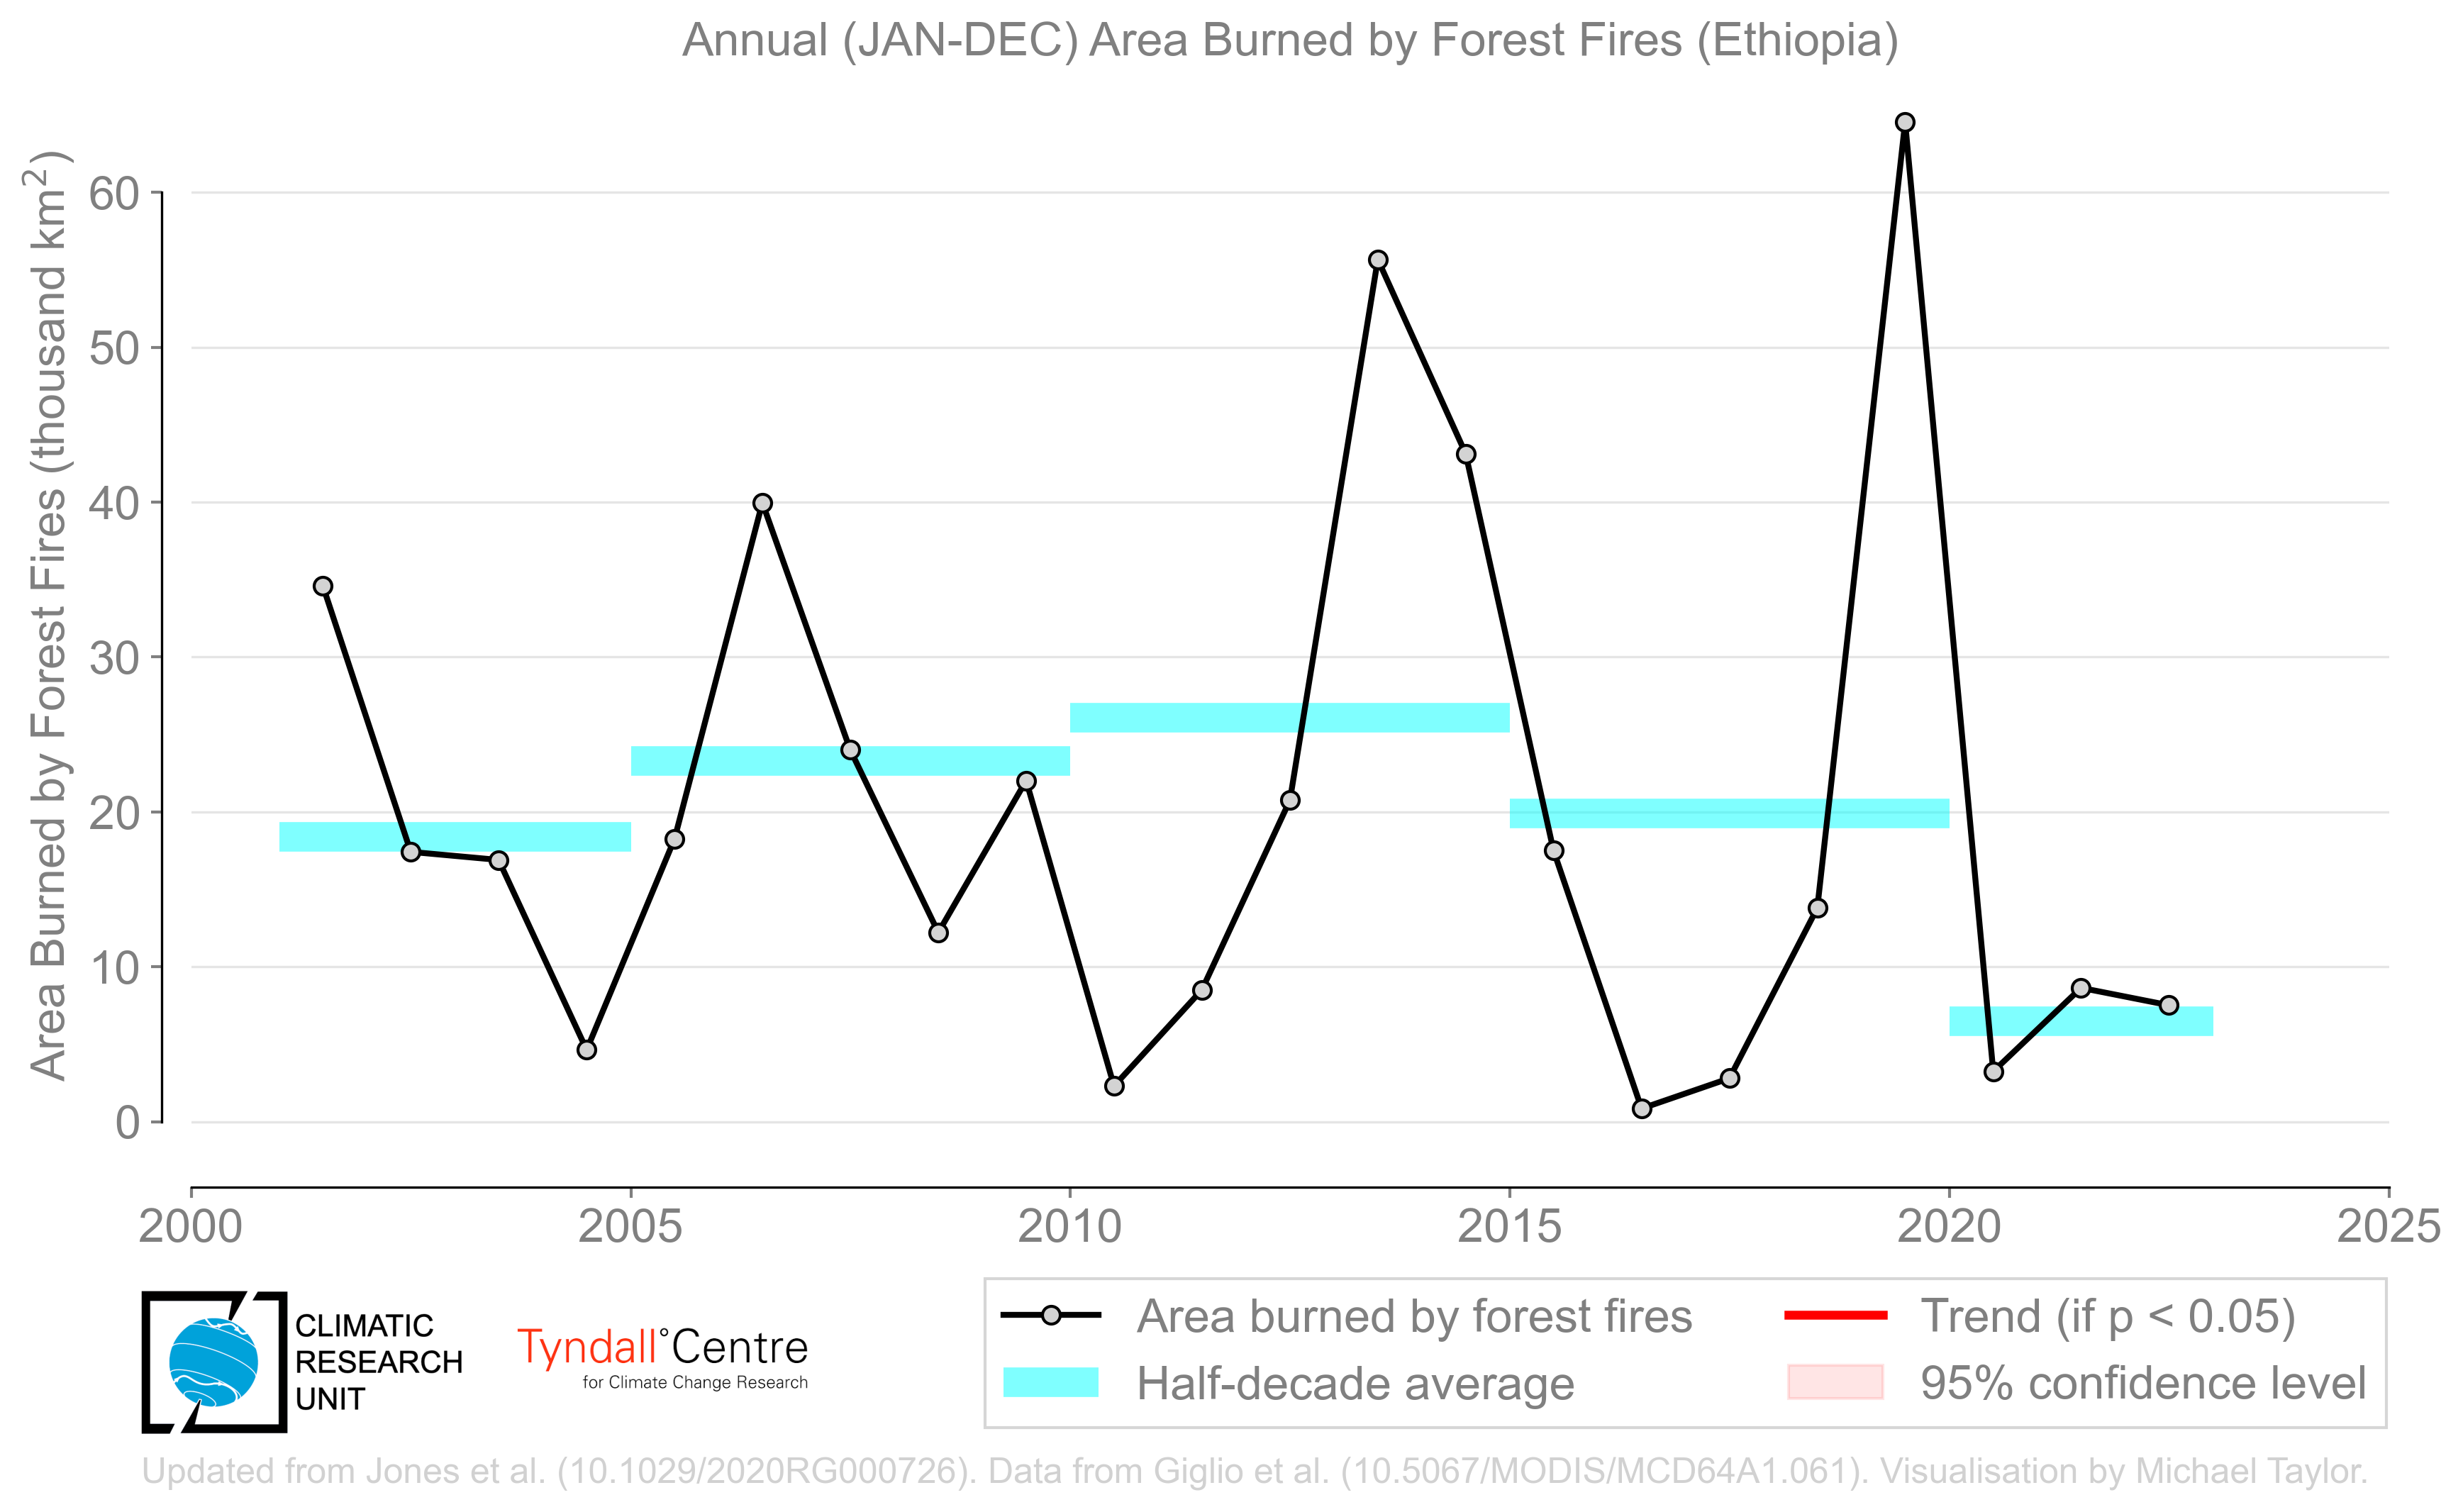 Annual (JAN-DEC) Area Burned by Forest Fires (Ethiopia)
Area Burned by Forest Fires (thousand km²)
60
50
40
30
20
10
0
2000 2005 2010 2015 2020 2025
CLIMATIC
RESEARCH
UNIT
Tyndall°Centre
for Climate Change Research
Area burned by forest fires
Half-decade average
Trend (if p < 0.05)
95% confidence level
Updated from Jones et al. (10.1029/2020RG000726). Data from Giglio et al. (10.5067/MODIS/MCD64A1.061). Visualisation by Michael Taylor.